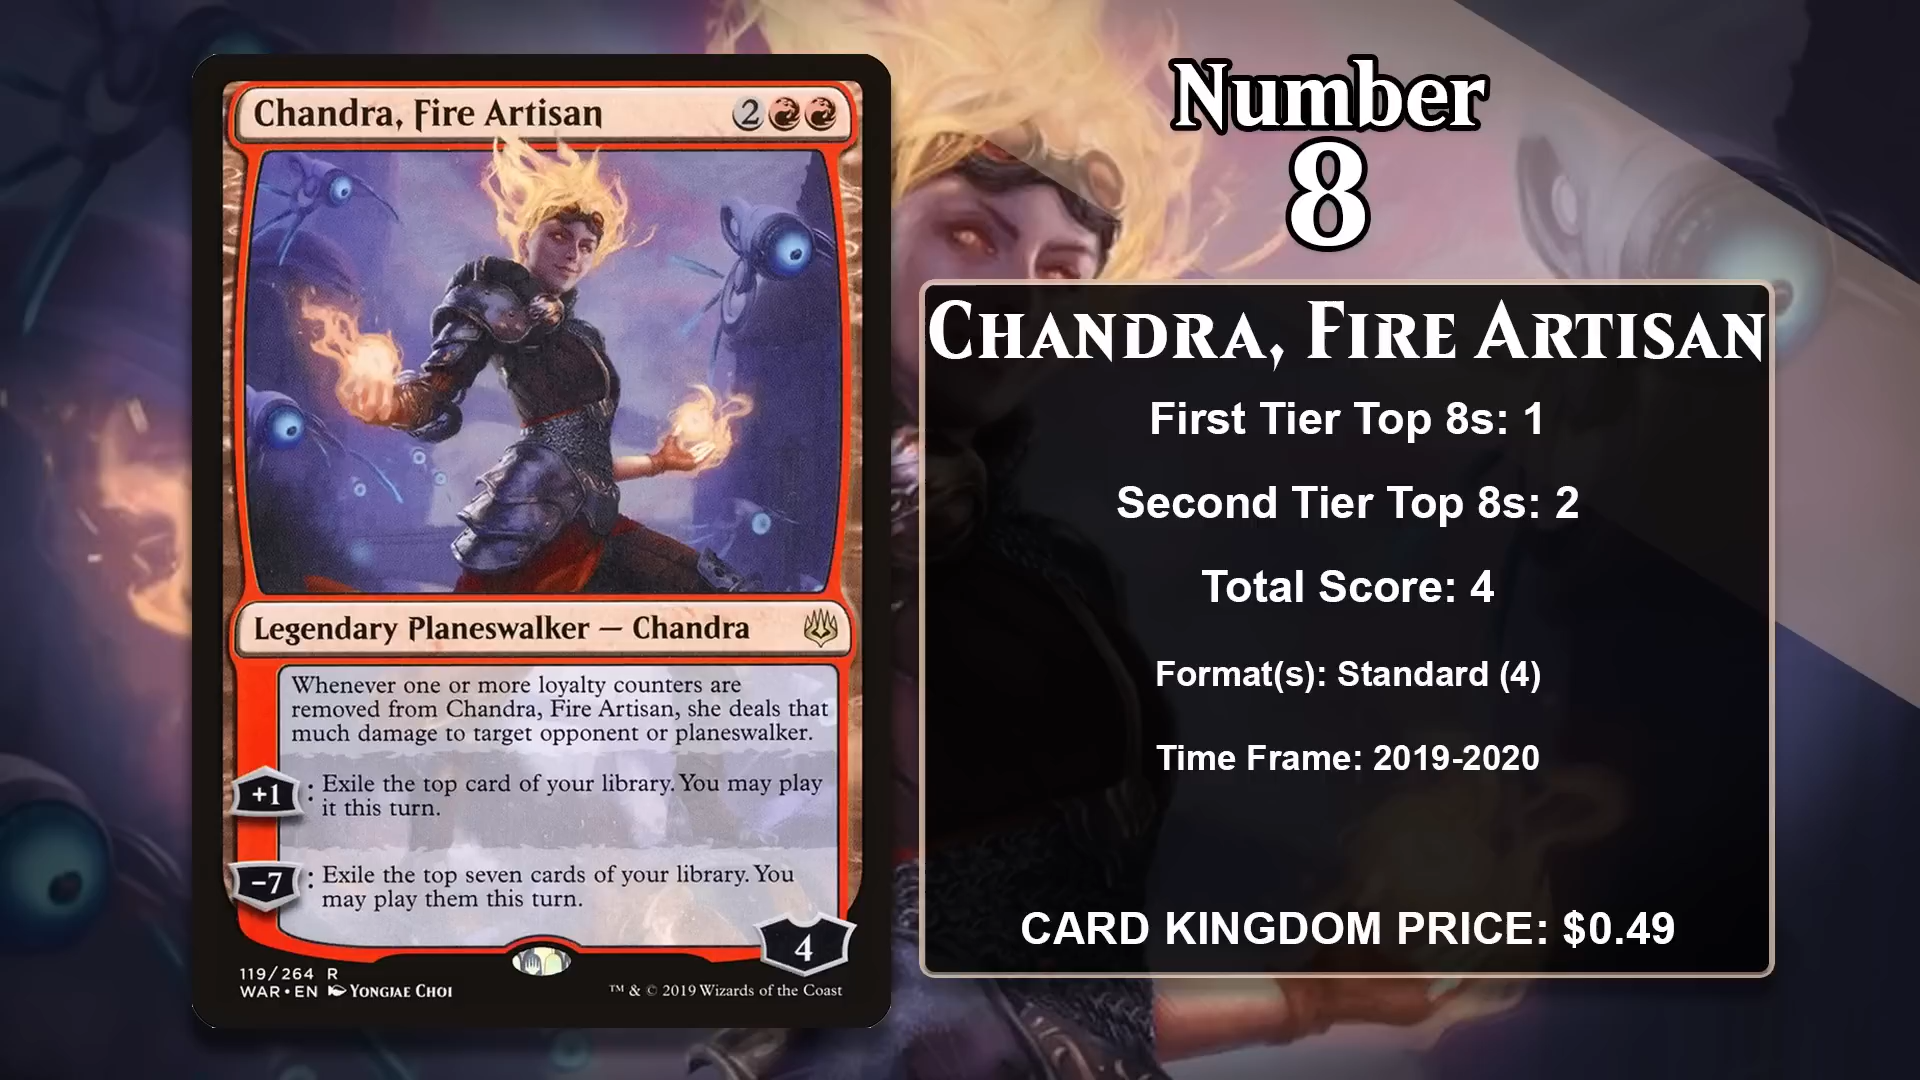 Chandra, Fire Artisan 2
Legendary Planeswalker — Chandra
Whenever one or more loyalty counters are
removed from Chandra, Fire Artisan, she deals that
much damage to target opponent or planeswalker.
+1 : Exile the top card of your library. You may play
it this turn.
−7 : Exile the top seven cards of your library. You
may play them this turn.
4
119/264 R
WAR • EN YONGJAE CHOI
™ & © 2019 Wizards of the Coast
Number
8
CHANDRA, FIRE ARTISAN
First Tier Top 8s: 1
Second Tier Top 8s: 2
Total Score: 4
Format(s): Standard (4)
Time Frame: 2019-2020
CARD KINGDOM PRICE: $0.49